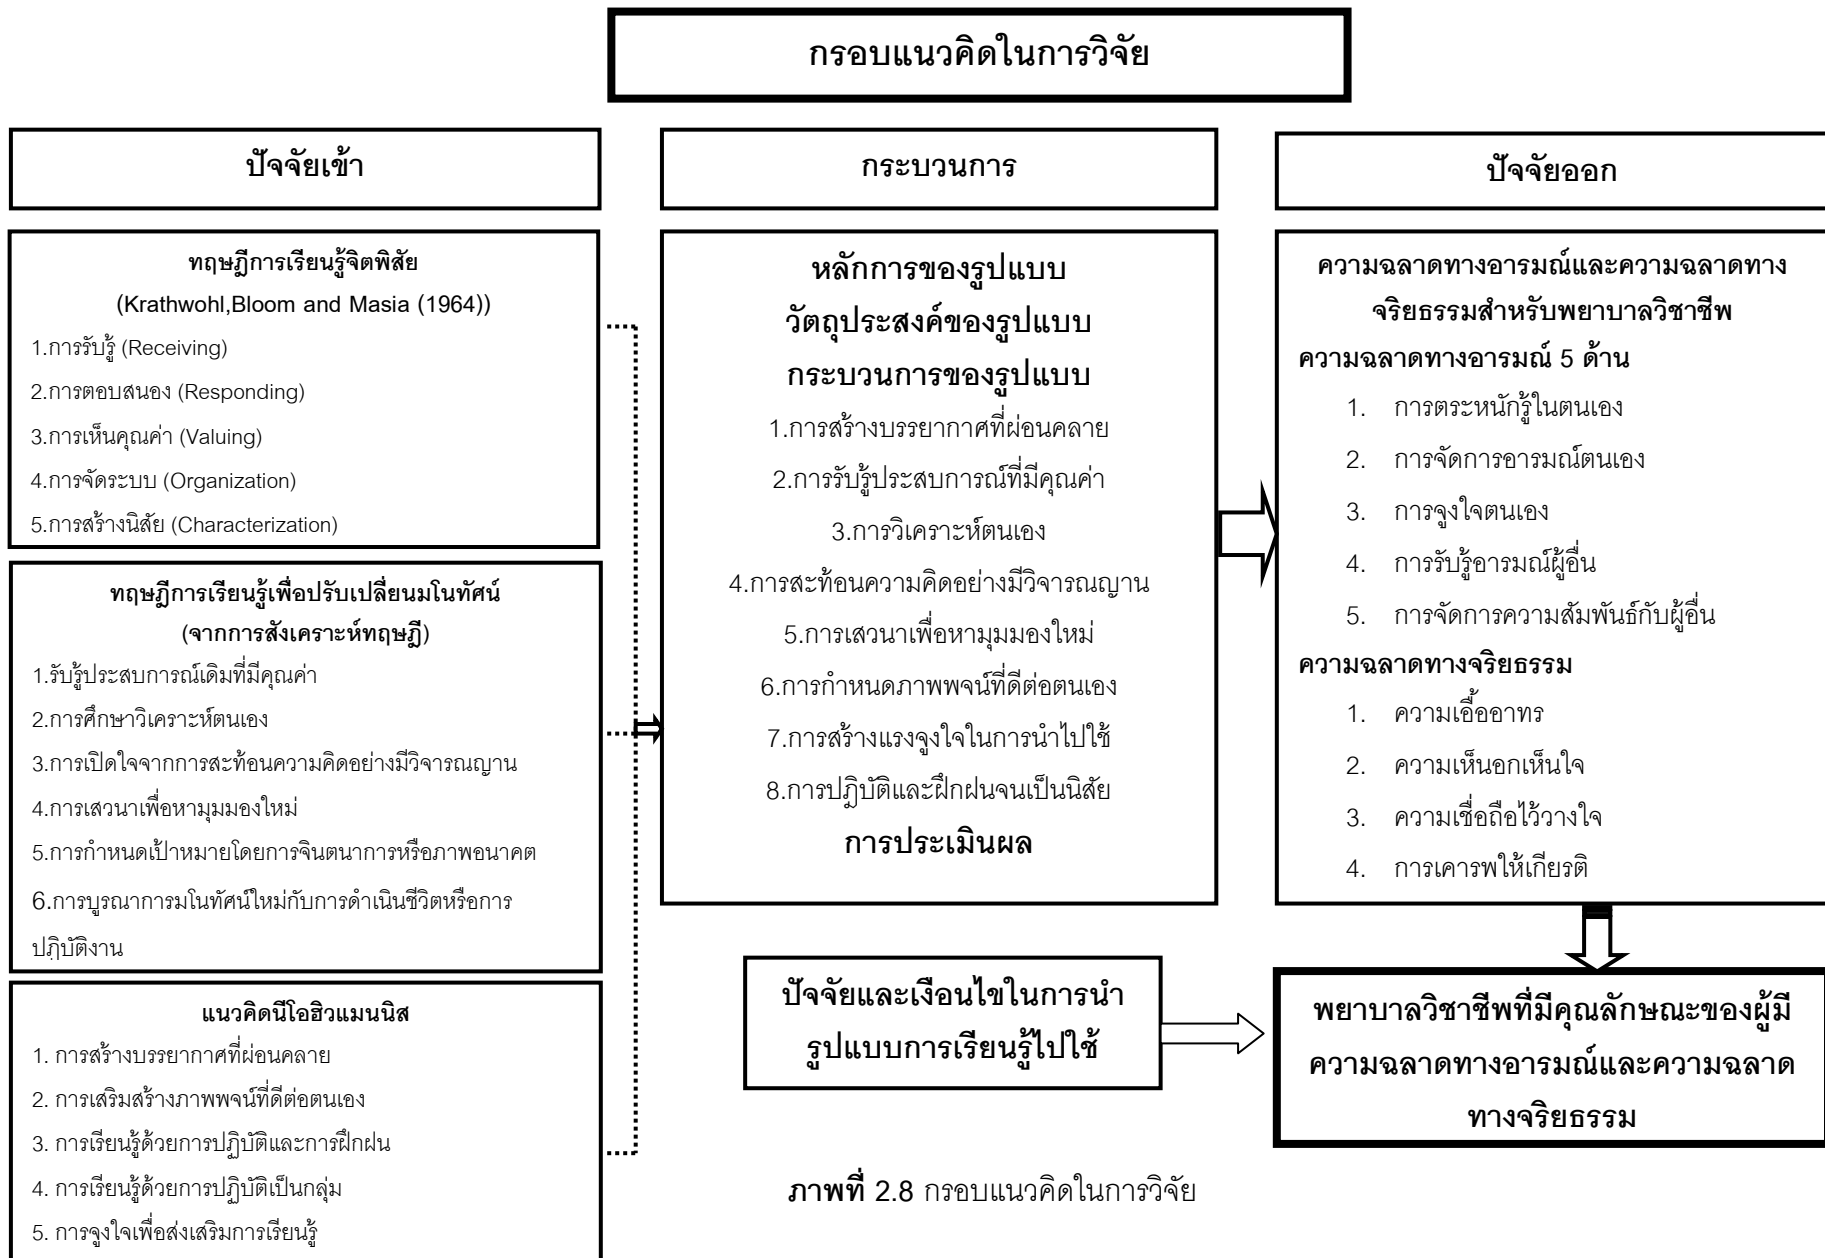 กรอบแนวคิดในการวิจัย
ปัจจัยเข้า
ทฤษฎีการเรียนรู้จิตพิสัย
(Krathwohl,Bloom and Masia (1964))
1.การรับรู้ (Receiving)
2.การตอบสนอง (Responding)
3.การเห็นคุณค่า (Valuing)
4.การจัดระบบ (Organization)
5.การสร้างนิสัย (Characterization)
ทฤษฎีการเรียนรู้เพื่อปรับเปลี่ยนมโนทัศน์
(จากการสังเคราะห์ทฤษฎี)
1.รับรู้ประสบการณ์เดิมที่มีคุณค่า
2.การศึกษาวิเคราะห์ตนเอง
3.การเปิดใจจากการสะท้อนความคิดอย่างมีวิจารณญาน
4.การเสวนาเพื่อหามุมมองใหม่
5.การกำหนดเป้าหมายโดยการจินตนาการหรือภาพอนาคต
6.การบูรณาการมโนทัศน์ใหม่กับการดำเนินชีวิตหรือการ
ปฏิบัติงาน
แนวคิดนีโอฮิวแมนนิส
1. การสร้างบรรยากาศที่ผ่อนคลาย
2. การเสริมสร้างภาพพจน์ที่ดีต่อตนเอง
3. การเรียนรู้ด้วยการปฏิบัติและการฝึกฝน
4. การเรียนรู้ด้วยการปฏิบัติเป็นกลุ่ม
5. การจูงใจเพื่อส่งเสริมการเรียนรู้
กระบวนการ
หลักการของรูปแบบ
วัตถุประสงค์ของรูปแบบ
กระบวนการของรูปแบบ
1.การสร้างบรรยากาศที่ผ่อนคลาย
2.การรับรู้ประสบการณ์ที่มีคุณค่า
3.การวิเคราะห์ตนเอง
4.การสะท้อนความคิดอย่างมีวิจารณญาน
5.การเสวนาเพื่อหามุมมองใหม่
6.การกำหนดภาพพจน์ที่ดีต่อตนเอง
7.การสร้างแรงจูงใจในการนำไปใช้
8.การปฏิบัติและฝึกฝนจนเป็นนิสัย
การประเมินผล
ปัจจัยและเงื่อนไขในการนำ
รูปแบบการเรียนรู้ไปใช้
ปัจจัยออก
ความฉลาดทางอารมณ์และความฉลาดทาง
จริยธรรมสำหรับพยาบาลวิชาชีพ
ความฉลาดทางอารมณ์ 5 ด้าน
1. การตระหนักรู้ในตนเอง
2. การจัดการอารมณ์ตนเอง
3. การจูงใจตนเอง
4. การรับรู้อารมณ์ผู้อื่น
5. การจัดการความสัมพันธ์กับผู้อื่น
ความฉลาดทางจริยธรรม
1. ความเอื้ออาทร
2. ความเห็นอกเห็นใจ
3. ความเชื่อถือไว้วางใจ
4. การเคารพให้เกียรติ
พยาบาลวิชาชีพที่มีคุณลักษณะของผู้มี
ความฉลาดทางอารมณ์และความฉลาด
ทางจริยธรรม
ภาพที่ 2.8 กรอบแนวคิดในการวิจัย